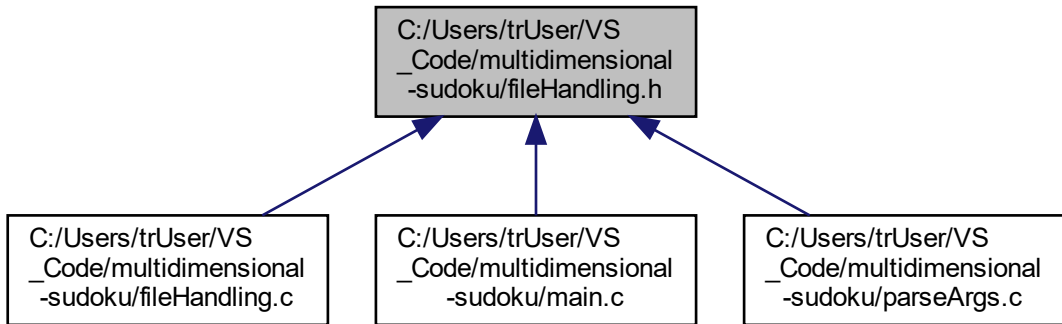 C:/Users/trUser/VS
_Code/multidimensional
-sudoku/fileHandling.h
C:/Users/trUser/VS
_Code/multidimensional
-sudoku/fileHandling.c
C:/Users/trUser/VS
_Code/multidimensional
-sudoku/main.c
C:/Users/trUser/VS
_Code/multidimensional
-sudoku/parseArgs.c